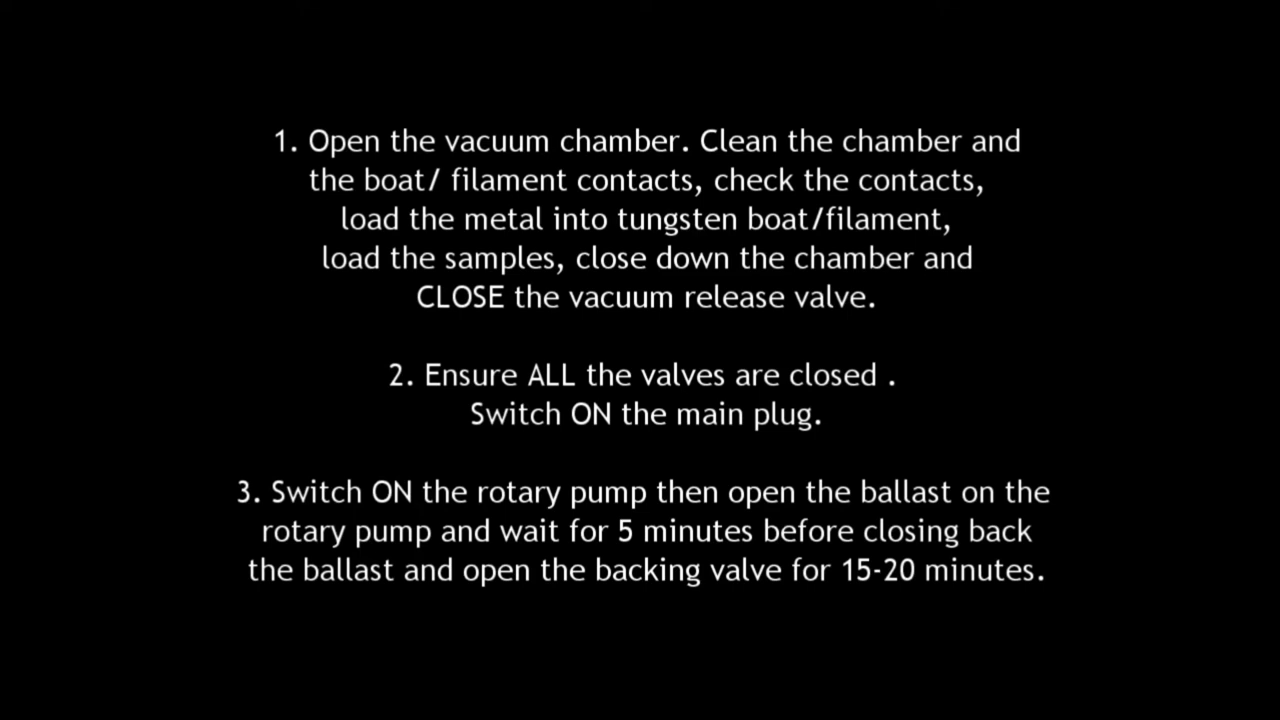 1. Open the vacuum chamber. Clean the chamber and
the boat/ filament contacts, check the contacts,
load the metal into tungsten boat/filament,
load the samples, close down the chamber and
CLOSE the vacuum release valve.
2. Ensure ALL the valves are closed .
Switch ON the main plug.
3. Switch ON the rotary pump then open the ballast on the
rotary pump and wait for 5 minutes before closing back
the ballast and open the backing valve for 15-20 minutes.